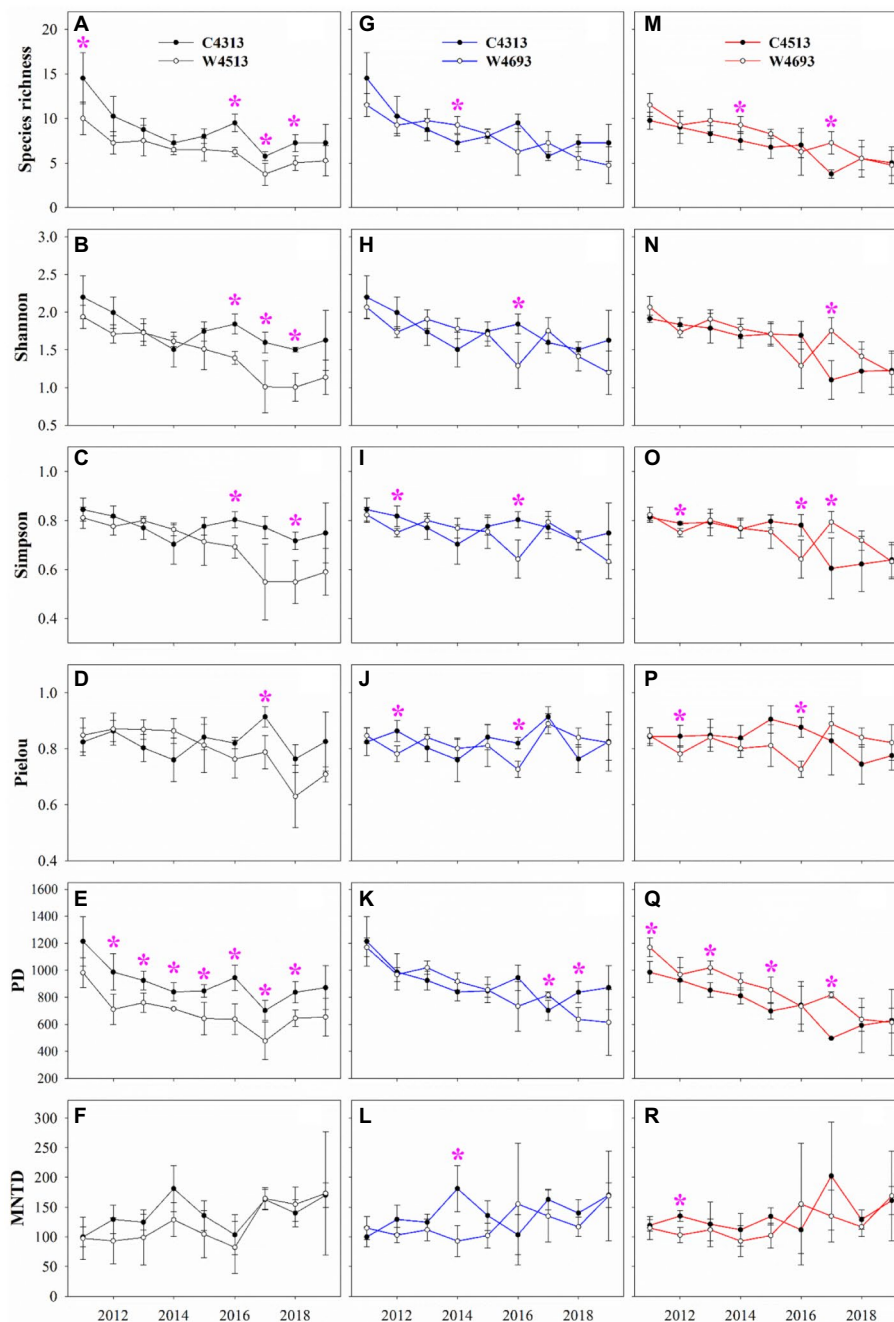 A
C4313
W4513
G
C4313
W4693
M
C4513
W4693
Species richness
20
15
10
5
0
*
*
*
*
*
*
*
B
H
N
Shannon
3.0
2.5
2.0
1.5
1.0
0.5
*
*
*
*
*
C
I
O
Simpson
1.0
0.8
0.6
0.4
*
*
*
*
*
*
*
D
J
P
Pielou
1.0
0.8
0.6
0.4
*
*
*
*
*
E
K
Q
PD
1600
1400
1200
1000
800
600
400
200
*
*
*
*
*
*
*
*
*
*
*
*
*
F
L
R
MNTD
300
250
200
150
100
50
0
*
*
2012 2014 2016 2018
2012 2014 2016 2018
2012 2014 2016 2018